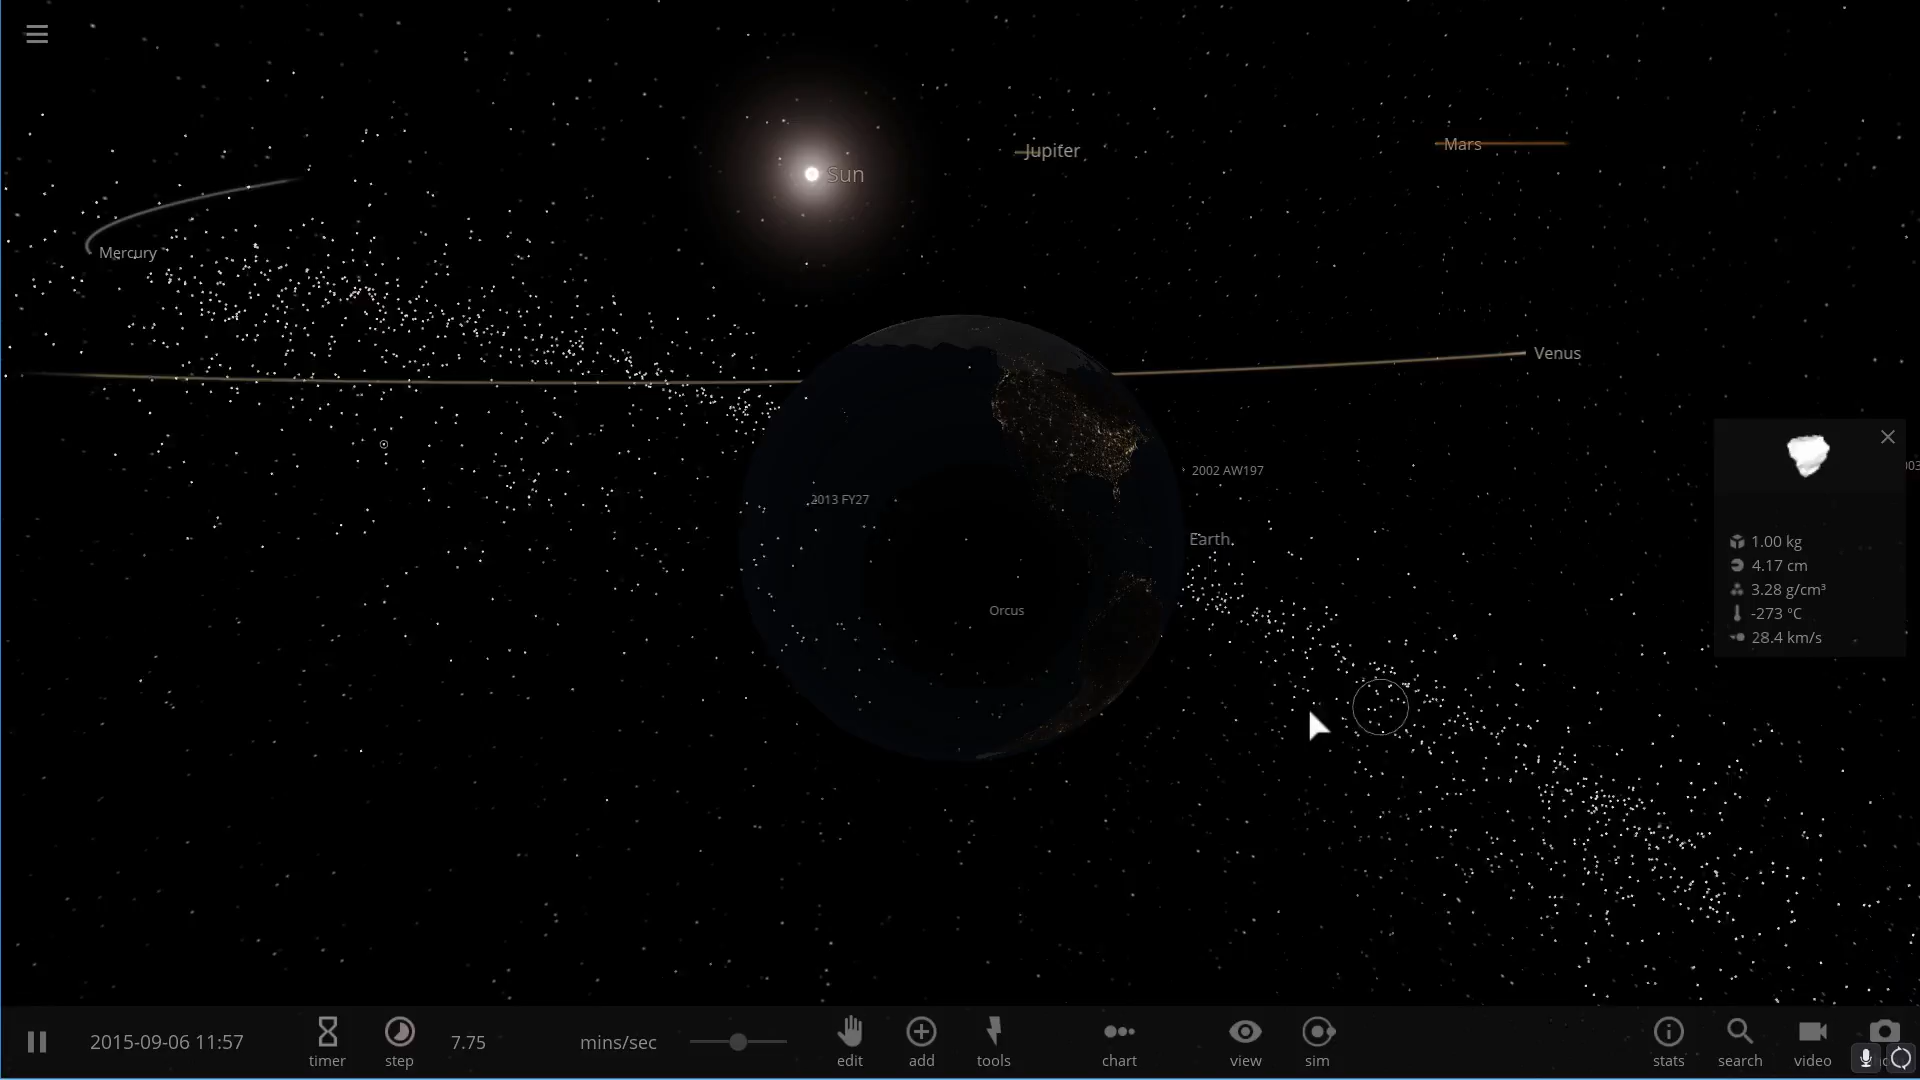 Sun
Jupiter
Mars
Mercury
Venus
2002 AW197
2013 FY27
Earth
Orcus
1.00 kg
4.17 cm
3.28 g/cm³
-273 °C
28.4 km/s
2015-09-06 11:57
timer
step
7.75
mins/sec
edit
add
tools
chart
view
sim
stats
search
video